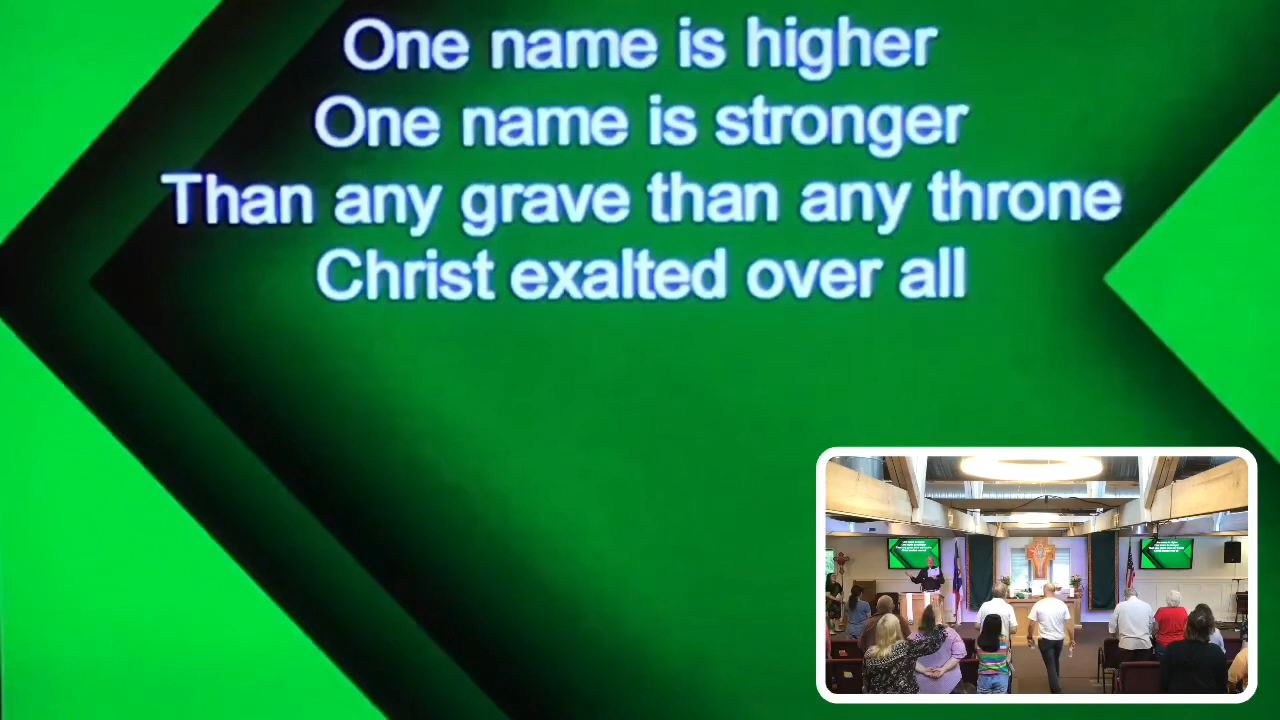 One name is higher
One name is stronger
Than any grave than any throne
Christ exalted over all